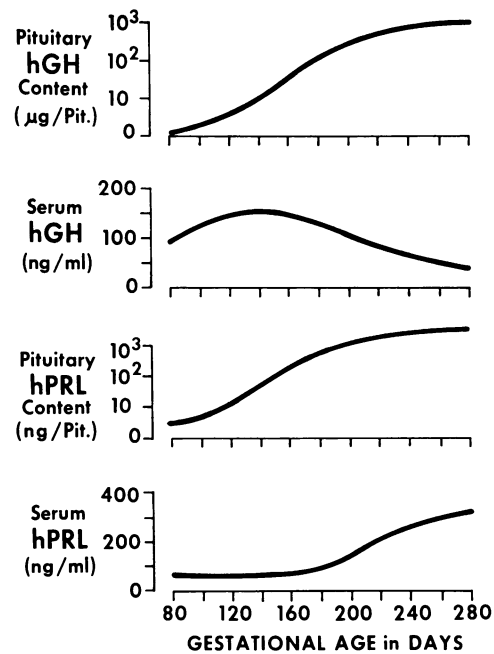 Pituitary
hGH
Content
(µg/Pit.)
10³
10²
10
0
Serum
hGH
(ng/ml)
200
100
0
Pituitary
hPRL
Content
(ng/Pit.)
10³
10²
10
0
Serum
hPRL
(ng/ml)
400
200
0
80 120 160 200 240 280
GESTATIONAL AGE in DAYS